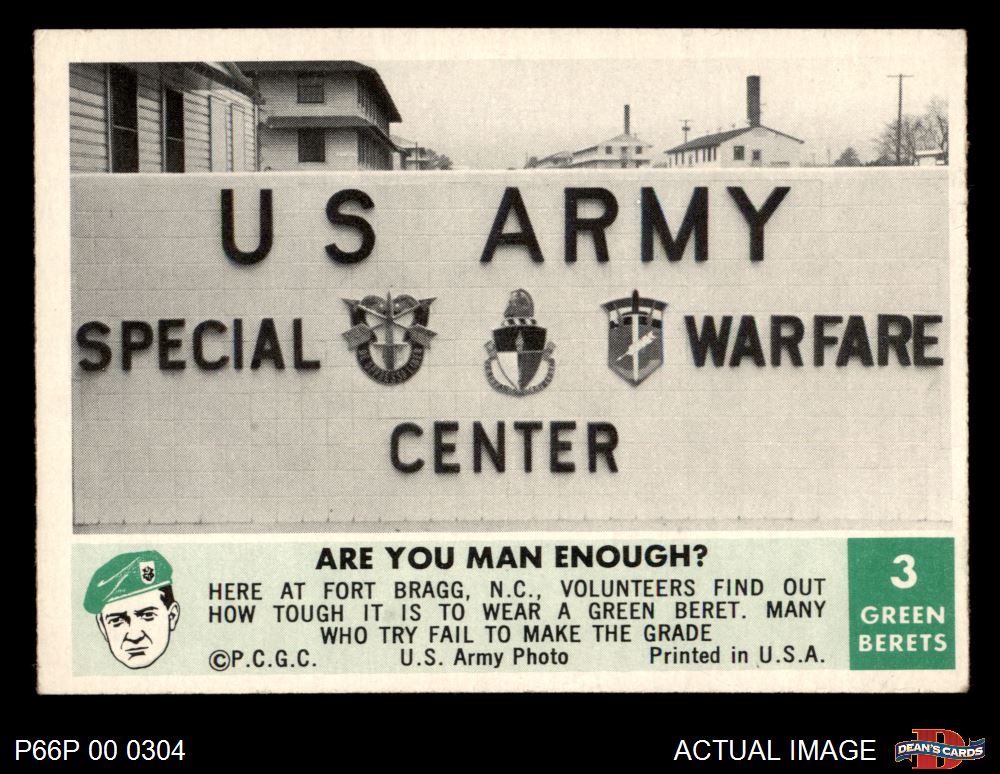 US ARMY
SPECIAL WARFARE
CENTER
ARE YOU MAN ENOUGH?
HERE AT FORT BRAGG, N.C., VOLUNTEERS FIND OUT
HOW TOUGH IT IS TO WEAR A GREEN BERET. MANY
WHO TRY FAIL TO MAKE THE GRADE
©P.C.G.C. U.S. Army Photo Printed in U.S.A.
3
GREEN
BERETS
P66P 00 0304
ACTUAL IMAGE
DEAN'S CARDS